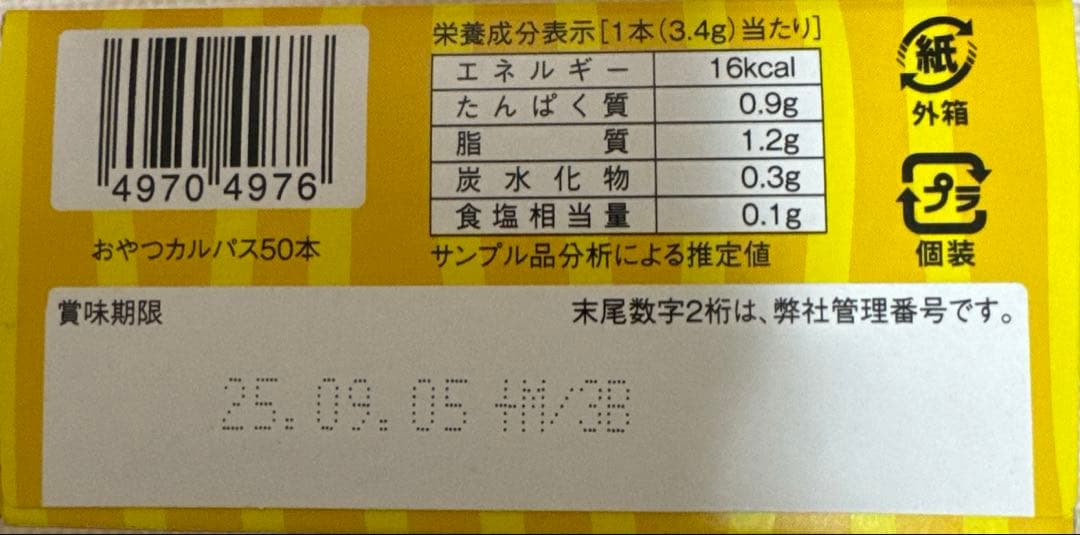 栄養成分表示[1本(3.4g)当たり]
エネルギー 16kcal
たんぱく質 0.9g
脂質 1.2g
炭水化物 0.3g
食塩相当量 0.1g
サンプル品分析による推定値
4970 4976
おやつカルパス50本
紙
外箱
プラ
個装
賞味期限
末尾数字2桁は、弊社管理番号です。
25.09.05